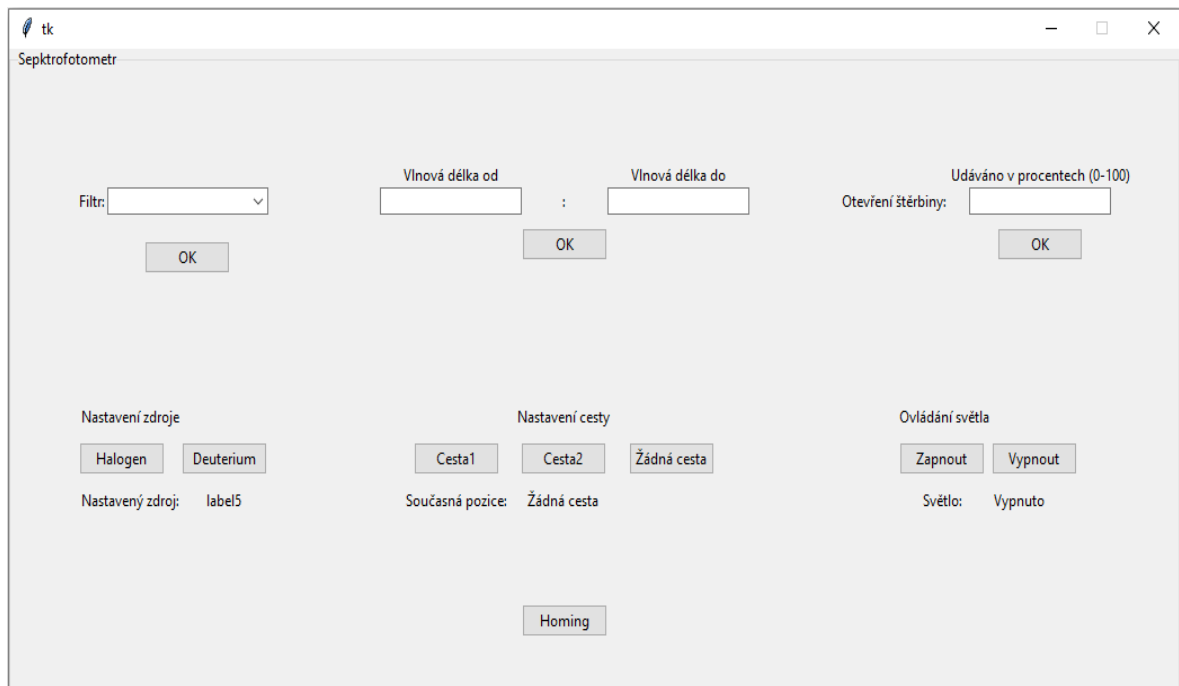 tk
Sepktrofotometr
Vlnová délka od Vlnová délka do Udáváno v procentech (0-100)
Filtr: : Otevření štěrbiny:
OK OK OK
Nastavení zdroje Nastavení cesty Ovládání světla
Halogen Deuterium Cesta1 Cesta2 Žádná cesta Zapnout Vypnout
Nastavený zdroj: label5 Současná pozice: Žádná cesta Světlo: Vypnuto
Homing